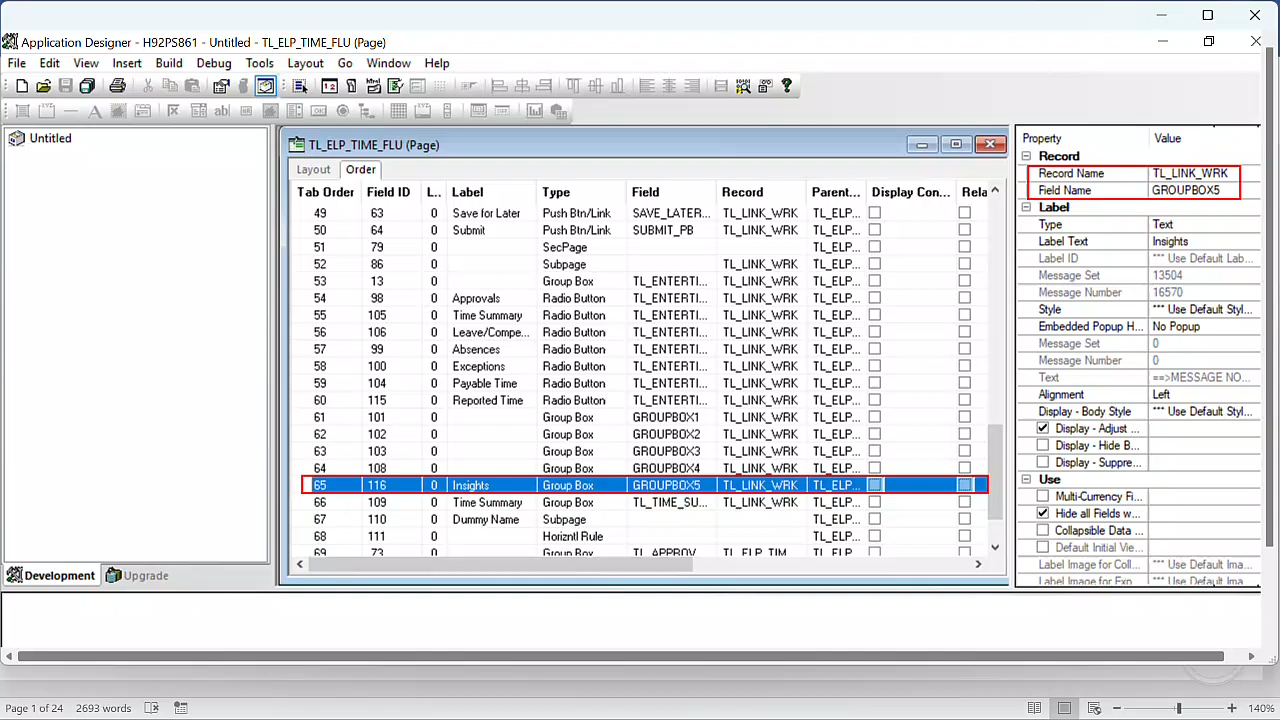 Application Designer - H92PS861 - Untitled - TL_ELP_TIME_FLU (Page)
File Edit View Insert Build Debug Tools Layout Go Window Help
Untitled
TL_ELP_TIME_FLU (Page)
Layout Order
Tab Order Field ID L... Label Type Field Record Parent... Display Con... Rela
49 63 0 Save for Later Push Btn/Link SAVE_LATER... TL_LINK_WRK TL_ELP...
50 64 0 Submit Push Btn/Link SUBMIT_PB TL_LINK_WRK TL_ELP...
51 79 0 SecPage TL_ELP...
52 86 0 Subpage TL_LINK_WRK TL_ELP...
53 13 0 Group Box TL_ENTERTI... TL_LINK_WRK TL_ELP...
54 98 0 Approvals Radio Button TL_ENTERTI... TL_LINK_WRK TL_ELP...
55 105 0 Time Summary Radio Button TL_ENTERTI... TL_LINK_WRK TL_ELP...
56 106 0 Leave/Compe... Radio Button TL_ENTERTI... TL_LINK_WRK TL_ELP...
57 99 0 Absences Radio Button TL_ENTERTI... TL_LINK_WRK TL_ELP...
58 100 0 Exceptions Radio Button TL_ENTERTI... TL_LINK_WRK TL_ELP...
59 104 0 Payable Time Radio Button TL_ENTERTI... TL_LINK_WRK TL_ELP...
60 115 0 Reported Time Radio Button TL_ENTERTI... TL_LINK_WRK TL_ELP...
61 101 0 Group Box GROUPBOX1 TL_LINK_WRK TL_ELP...
62 102 0 Group Box GROUPBOX2 TL_LINK_WRK TL_ELP...
63 103 0 Group Box GROUPBOX3 TL_LINK_WRK TL_ELP...
64 108 0 Group Box GROUPBOX4 TL_LINK_WRK TL_ELP...
65 116 0 Insights Group Box GROUPBOX5 TL_LINK_WRK TL_ELP...
66 109 0 Time Summary Group Box TL_TIME_SU... TL_LINK_WRK TL_ELP...
67 110 0 Dummy Name Subpage TL_ELP...
68 111 0 Horizntl Rule TL_ELP...
69 73 0 Group Box TL_APPROV TL_ELP_TIM TL_ELP...
Property Value
Record
Record Name TL_LINK_WRK
Field Name GROUPBOX5
Label
Type Text
Label Text Insights
Label ID *** Use Default Lab...
Message Set 13504
Message Number 16570
Style *** Use Default Styl...
Embedded Popup H... No Popup
Message Set 0
Message Number 0
Text ==>MESSAGE NO...
Alignment Left
Display - Body Style *** Use Default Styl...
Display - Adjust ...
Display - Hide B...
Display - Suppre...
Use
Multi-Currency Fi...
Hide all Fields w...
Collapsible Data ...
Default Initial Vie...
Label Image for Coll... *** Use Default Ima...
Label Image for Exp *** Use Default Ima
Development Upgrade
Page 1 of 24 2693 words 140%